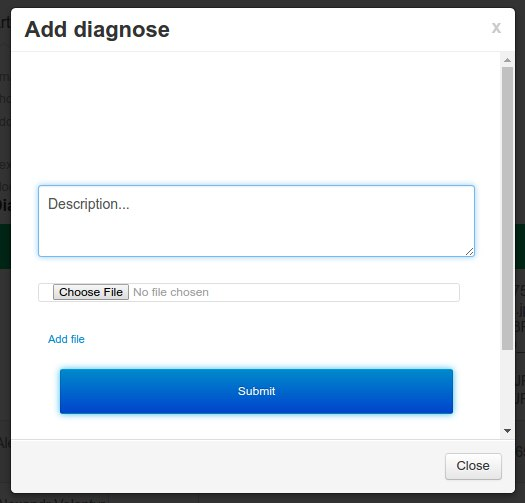 Add diagnose
x
Description...
Choose File No file chosen
Add file
Submit
Close